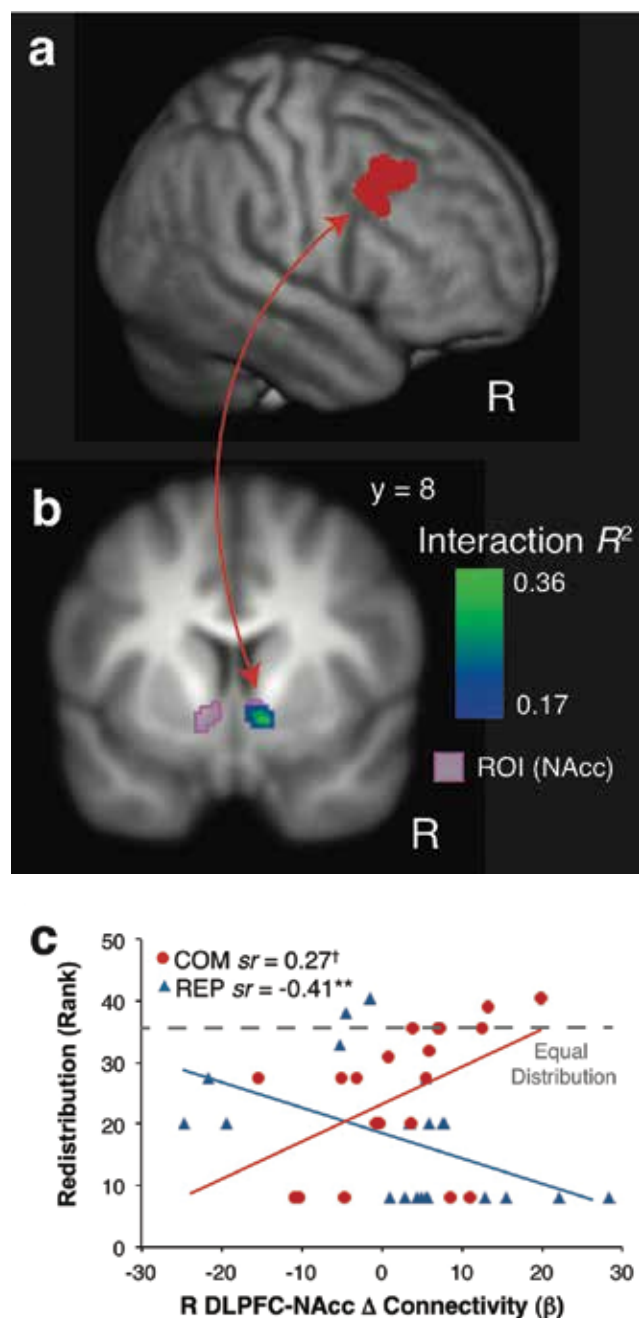 a
R
b
y = 8
Interaction R²
0.36
0.17
ROI (NAcc)
R
c
COM sr = 0.27†
REP sr = -0.41**
Equal
Distribution
Redistribution (Rank)
50
40
30
20
10
0
-30 -20 -10 0 10 20 30
R DLPFC-NAcc Δ Connectivity (β)